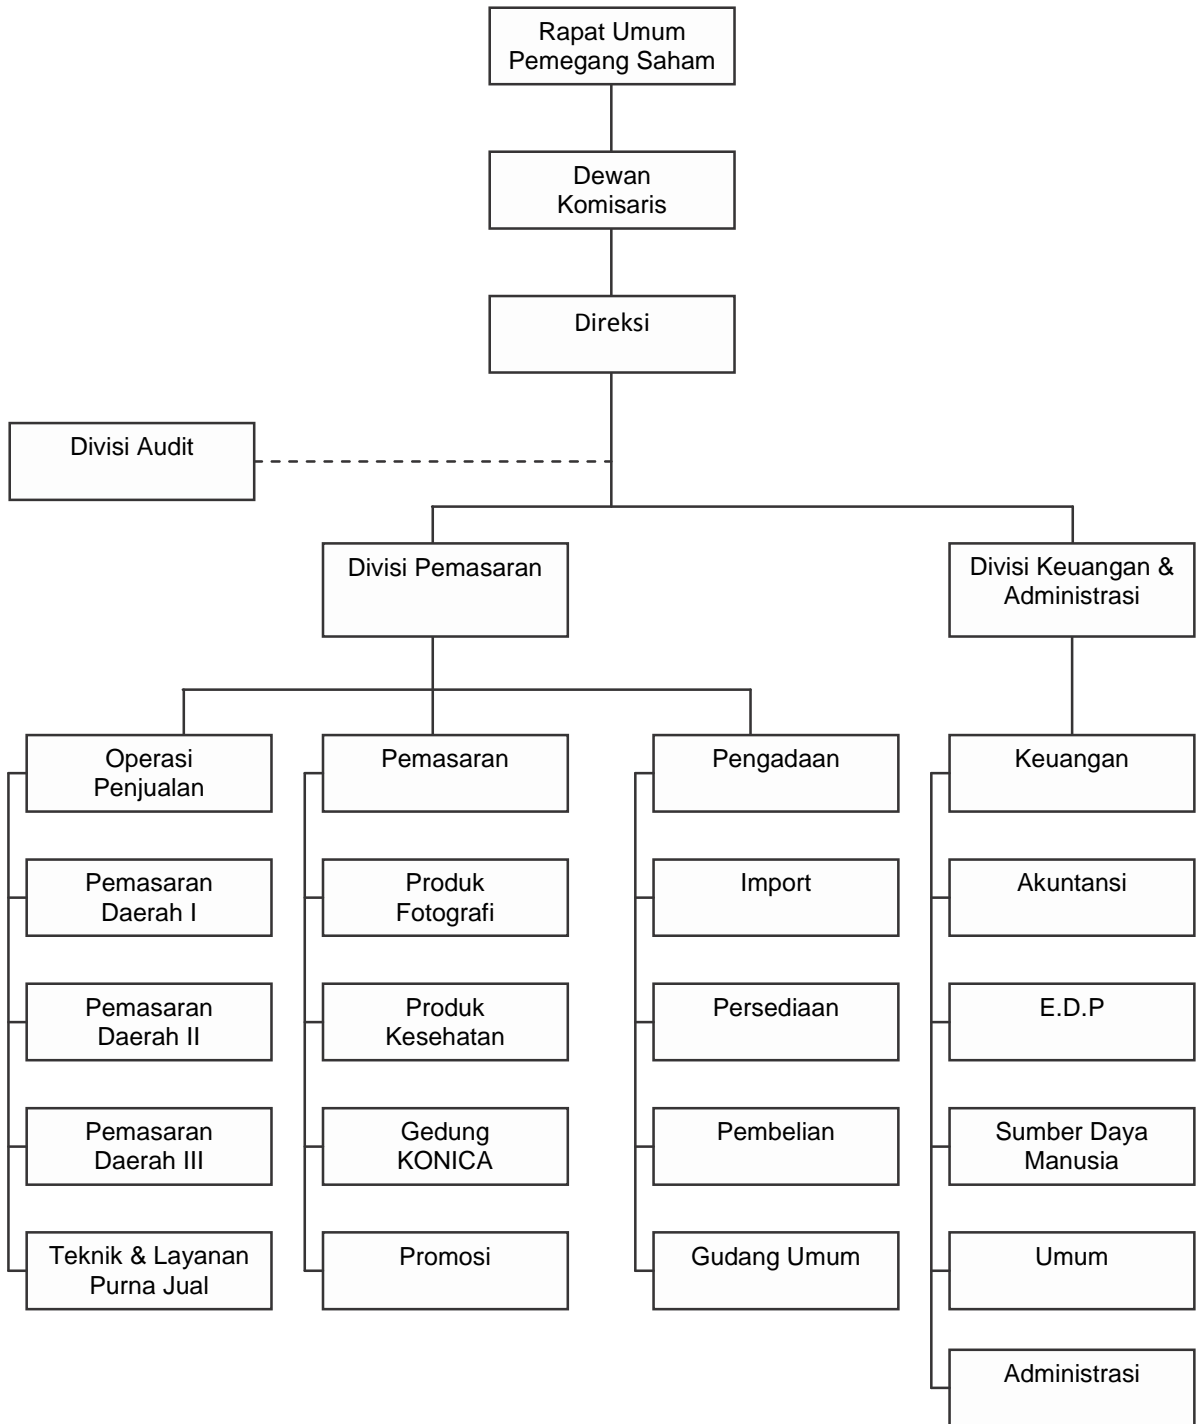 Rapat Umum
Pemegang Saham
Dewan
Komisaris
Direksi
Divisi Audit
Divisi Pemasaran
Divisi Keuangan &
Administrasi
Operasi
Penjualan
Pemasaran
Pengadaan
Keuangan
Pemasaran
Daerah I
Produk
Fotografi
Import
Akuntansi
Pemasaran
Daerah II
Produk
Kesehatan
Persediaan
E.D.P
Pemasaran
Daerah III
Gedung
KONICA
Pembelian
Sumber Daya
Manusia
Teknik & Layanan
Purna Jual
Promosi
Gudang Umum
Umum
Administrasi